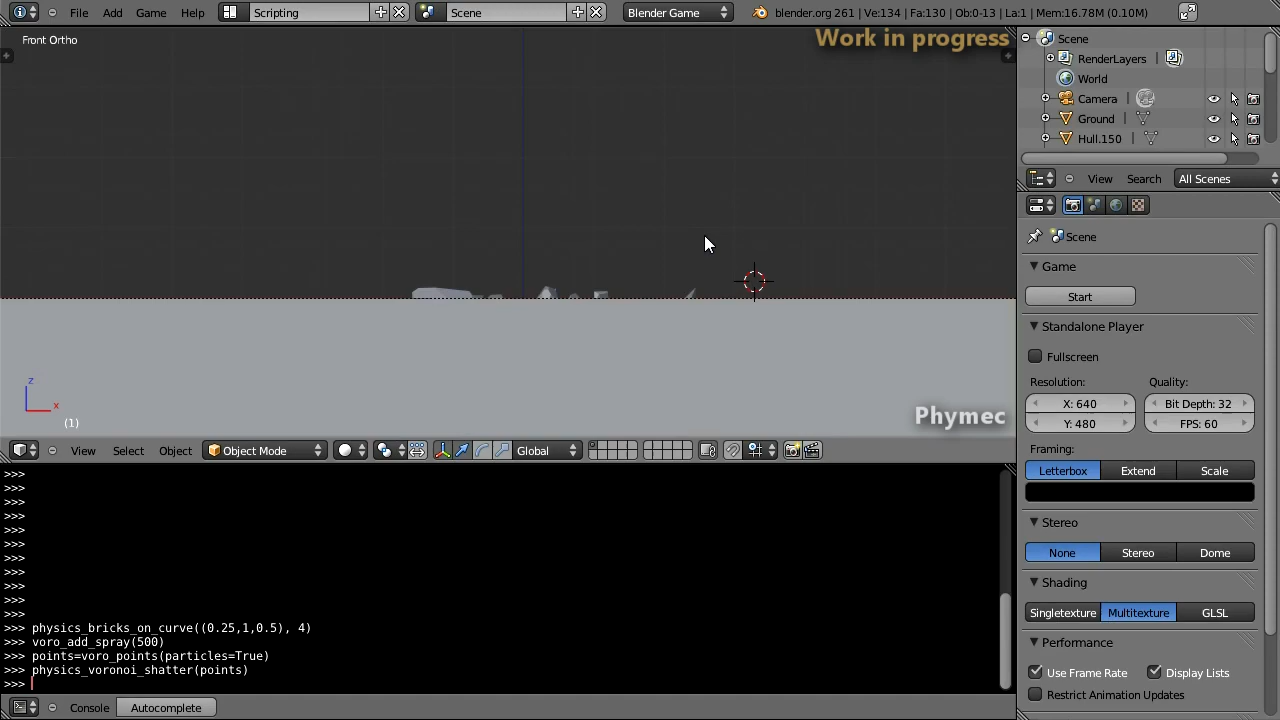 File Add Game Help Scripting Scene Blender Game blender.org 261 | Ve:134 | Fa:130 | Ob:0-13 | La:1 | Mem:16.78M (0.10M)
Front Ortho
Work in progress
z
x
(1)
Phymec
View Select Object Object Mode Global
>>>
>>>
>>>
>>>
>>>
>>>
>>>
>>>
>>>
>>>
>>>
>>> physics_bricks_on_curve((0.25,1,0.5), 4)
>>> voro_add_spray(500)
>>> points=voro_points(particles=True)
>>> physics_voronoi_shatter(points)
>>>
Console Autocomplete
Scene
RenderLayers |
World
Camera |
Ground |
Hull.150 |
View Search All Scenes
Scene
Game
Start
Standalone Player
Fullscreen
Resolution: Quality:
X: 640 Bit Depth: 32
Y: 480 FPS: 60
Framing:
Letterbox Extend Scale
Stereo
None Stereo Dome
Shading
Singletexture Multitexture GLSL
Performance
Use Frame Rate Display Lists
Restrict Animation Updates